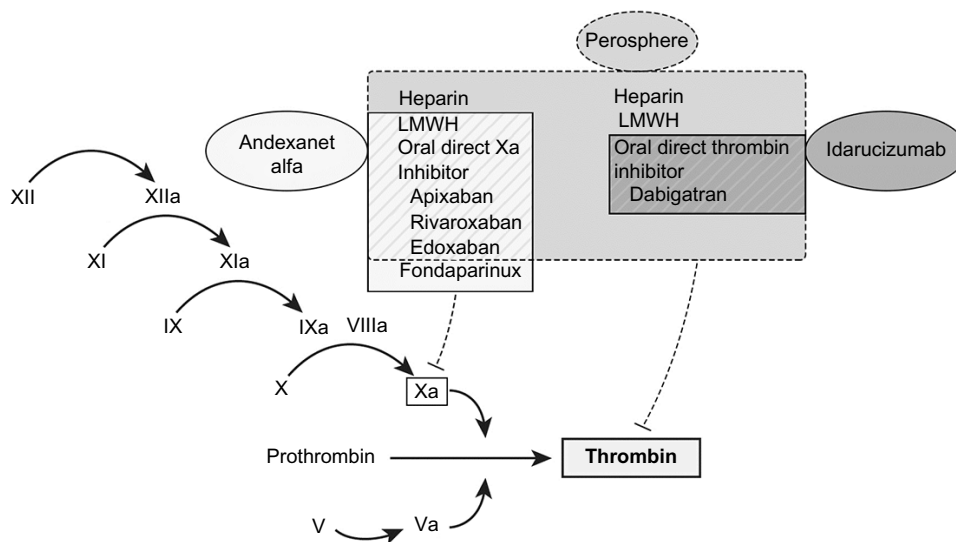 Perosphere
Heparin
LMWH
Oral direct Xa
Inhibitor
Apixaban
Rivaroxaban
Edoxaban
Fondaparinux
Heparin
LMWH
Oral direct thrombin
inhibitor
Dabigatran
Andexanet
alfa
Idarucizumab
XII
XIIa
XI
XIa
IX
IXa
VIIIa
X
Xa
Prothrombin
Thrombin
V
Va